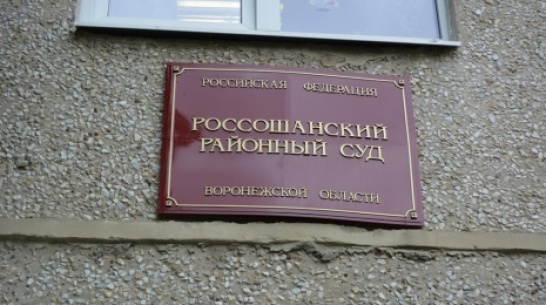 РОССИЙСКАЯ ФЕДЕРАЦИЯ
РОССОШАНСКИЙ
РАЙОННЫЙ СУД
ВОРОНЕЖСКОЙ ОБЛАСТИ